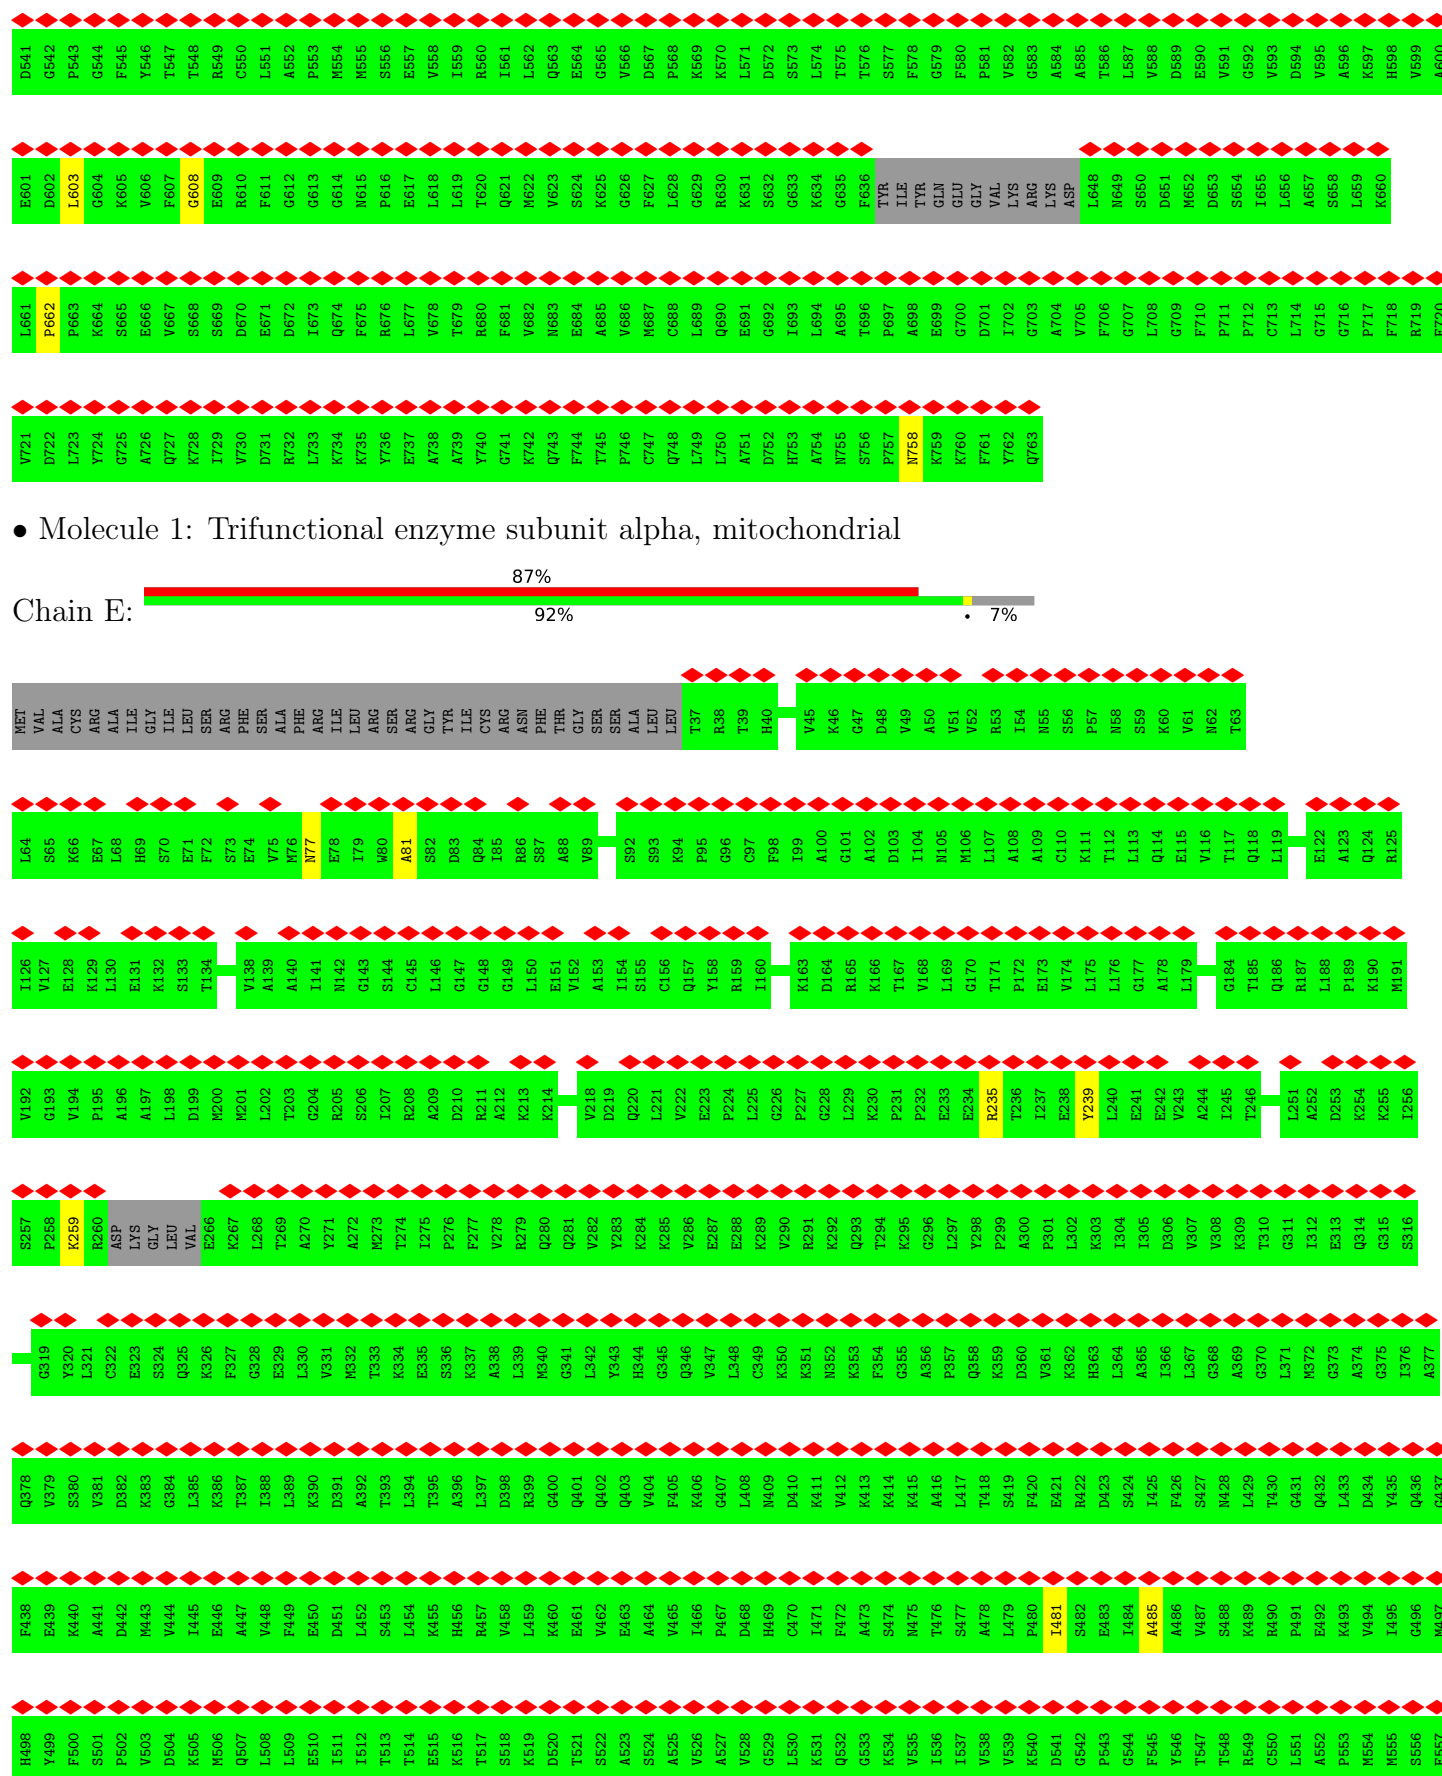 D541 G542 P543 G544 F545 Y546 T547 T548 R549 C550 L551 A552 P553 M554 M555 S556 E557 V558 I559 R560 I561 L562 Q563 E564 G565 V566 D567 P568 K569 K570 L571 D572 S573 L574 T575 T576 S577 F578 G579 F580 P581 V582 G583 A584 A585 T586 L587 V588 D589 E590 V591 G592 V593 D594 V595 A596 K597 H598 V599 A600
E601 D602 L603 G604 K605 V606 F607 G608 E609 R610 F611 G612 G613 G614 N615 P616 E617 L618 L619 T620 Q621 M622 V623 S624 K625 G626 F627 L628 G629 R630 K631 S632 G633 K634 G635 F636 TYR ILE TYR GLN GLU GLY VAL LYS ARG LYS ASP L648 N649 S650 D651 M652 D653 S654 I655 L656 A657 S658 L659 K660
L661 P662 P663 K664 S665 E666 V667 S668 S669 D670 E671 D672 I673 Q674 F675 R676 L677 V678 T679 R680 F681 V682 N683 E684 A685 V686 M687 C688 L689 Q690 E691 G692 I693 L694 A695 T696 P697 A698 E699 G700 D701 I702 G703 A704 V705 F706 G707 L708 G709 F710 P711 P712 C713 L714 G715 G716 P717 F718 R719 F720
V721 D722 L723 Y724 G725 A726 Q727 K728 I729 V730 D731 R732 L733 K734 K735 Y736 E737 A738 A739 Y740 G741 K742 Q743 F744 T745 P746 C747 Q748 L749 L750 A751 D752 H753 A754 N755 S756 P757 N758 K759 K760 F761 Y762 Q763
• Molecule 1: Trifunctional enzyme subunit alpha, mitochondrial
87%
Chain E:
92% • 7%
MET VAL ALA CYS ARG ALA ILE GLY ILE LEU SER ARG PHE SER ALA PHE ARG ILE LEU ARG SER ARG GLY TYR ILE CYS ARG ASN PHE THR GLY SER SER ALA LEU LEU T37 R38 T39 H40 V45 K46 G47 D48 V49 A50 V51 V52 R53 I54 N55 S56 P57 N58 S59 K60 V61 N62 T63
L64 S65 K66 E67 L68 H69 S70 E71 F72 S73 E74 V75 M76 N77 E78 I79 W80 A81 S82 D83 Q84 I85 R86 S87 A88 V89 S92 S93 K94 P95 G96 C97 F98 I99 A100 G101 A102 D103 I104 N105 M106 L107 A108 A109 C110 K111 T112 L113 Q114 E115 V116 T117 Q118 L119 E122 A123 Q124 R125
I126 V127 E128 K129 L130 E131 K132 S133 T134 V138 A139 A140 I141 N142 G143 S144 C145 L146 G147 G148 G149 L150 E151 V152 A153 I154 S155 C156 Q157 Y158 R159 I160 K163 D164 R165 K166 T167 V168 L169 G170 T171 P172 E173 V174 L175 L176 G177 A178 L179 G184 T185 Q186 R187 L188 P189 K190 M191
V192 G193 V194 P195 A196 A197 L198 D199 M200 M201 L202 T203 G204 R205 S206 I207 R208 A209 D210 R211 A212 K213 K214 V218 D219 Q220 L221 V222 E223 P224 L225 G226 P227 G228 L229 K230 P231 P232 E233 E234 R235 T236 I237 E238 Y239 L240 E241 E242 V243 A244 I245 T246 L251 A252 D253 K254 K255 I256
S257 P258 K259 R260 ASP LYS GLY LEU VAL E266 K267 L268 T269 A270 Y271 A272 M273 T274 I275 P276 F277 V278 R279 Q280 Q281 V282 Y283 K284 K285 V286 E287 E288 K289 V290 R291 K292 Q293 T294 K295 G296 L297 Y298 P299 A300 P301 L302 K303 I304 I305 D306 V307 V308 K309 T310 G311 I312 E313 Q314 G315 S316
G319 Y320 L321 C322 E323 S324 Q325 K326 F327 G328 E329 L330 V331 M332 T333 K334 E335 S336 K337 A338 L339 M340 G341 L342 Y343 H344 G345 Q346 V347 L348 C349 K350 K351 N352 K353 F354 G355 A356 P357 Q358 K359 D360 V361 K362 H363 L364 A365 I366 L367 G368 A369 G370 L371 M372 G373 A374 G375 I376 A377
Q378 V379 S380 V381 D382 K383 G384 L385 K386 T387 I388 L389 K390 D391 A392 T393 L394 T395 A396 L397 D398 R399 G400 Q401 Q402 Q403 V404 F405 K406 G407 L408 N409 D410 K411 V412 K413 K414 K415 A416 L417 T418 S419 F420 E421 R422 D423 S424 I425 F426 S427 N428 L429 T430 G431 Q432 L433 D434 Y435 Q436 G437
F438 E439 K440 A441 D442 M443 V444 I445 E446 A447 V448 F449 E450 D451 L452 S453 L454 K455 H456 R457 V458 L459 K460 E461 V462 E463 A464 V465 I466 P467 D468 H469 C470 I471 F472 A473 S474 N475 T476 S477 A478 L479 P480 I481 S482 E483 I484 A485 A486 V487 S488 K489 R490 P491 E492 K493 V494 I495 G496 M497
H498 Y499 F500 S501 P502 V503 D504 K505 M506 Q507 L508 L509 E510 I511 I512 T513 T514 E515 K516 T517 S518 K519 D520 T521 S522 A523 S524 A525 V526 A527 V528 G529 L530 K531 Q532 G533 K534 V535 I536 I537 V538 V539 K540 D541 G542 P543 G544 F545 Y546 T547 T548 R549 C550 L551 A552 P553 M554 M555 S556 E557